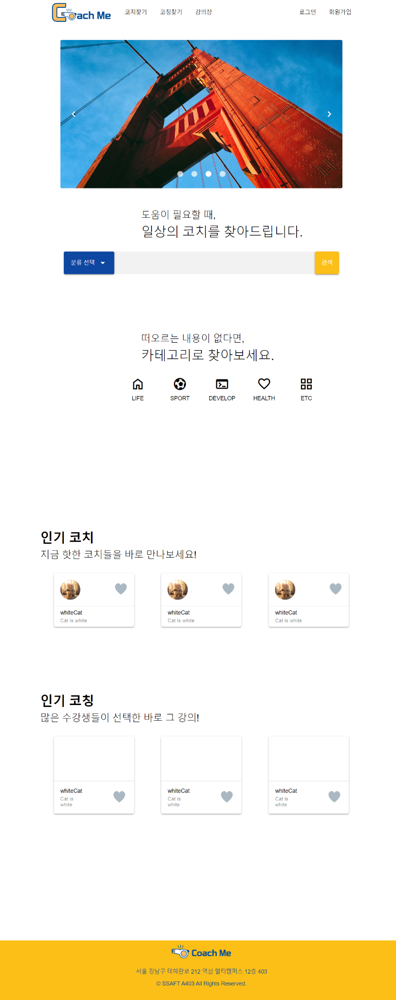 Coach Me
코치찾기
코칭찾기
강의장
로그인
회원가입
도움이 필요할 때,
일상의 코치를 찾아드립니다.
분류 선택
검색
떠오르는 내용이 없다면,
카테고리로 찾아보세요.
LIFE
SPORT
DEVELOP
HEALTH
ETC
인기 코치
지금 핫한 코치들을 바로 만나보세요!
whiteCat
Cat is white
whiteCat
Cat is white
whiteCat
Cat is white
인기 코칭
많은 수강생들이 선택한 바로 그 강의!
whiteCat
Cat is
white
whiteCat
Cat is
white
whiteCat
Cat is
white
Coach Me
서울 강남구 테헤란로 212 역삼 멀티캠퍼스 12층 403
© SSAFT A403 All Rights Reserved.